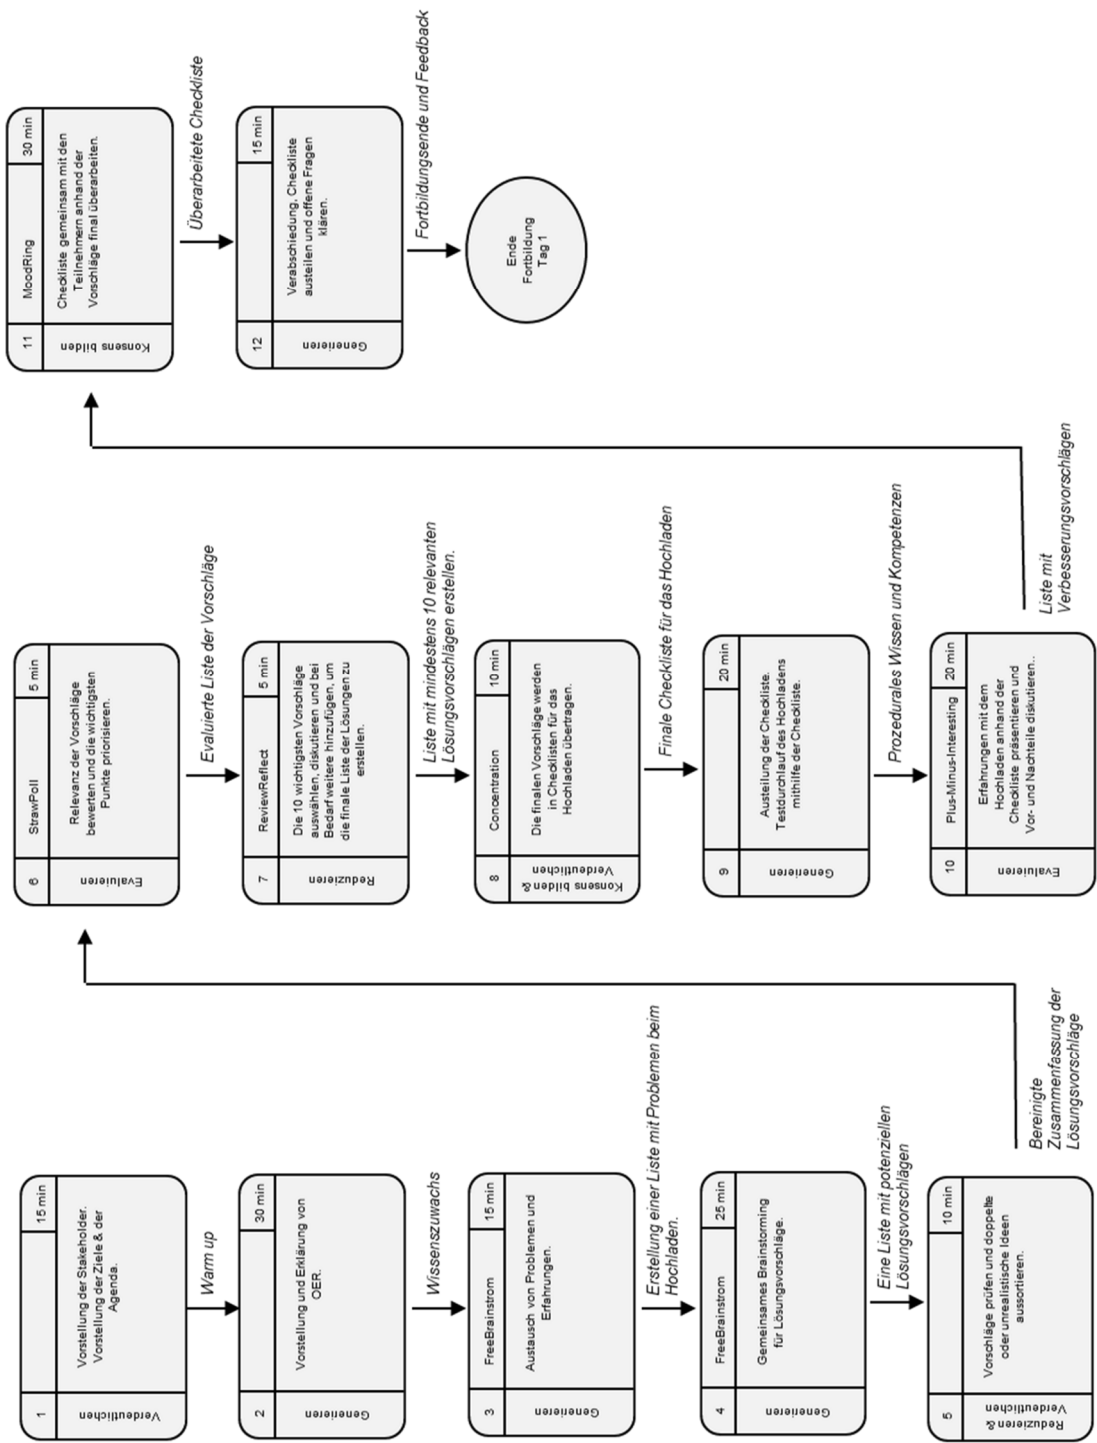 1
15 min
Verdeutlichen
Vorstellung der Stakeholder.
Vorstellung der Ziele & der
Agenda.
Warm up
2
30 min
Generieren
Vorstellung und Erklärung von
OER.
Wissenszuwachs
3
FreeBrainstrom
15 min
Generieren
Austausch von Problemen und
Erfahrungen.
Erstellung einer Liste mit Problemen beim
Hochladen.
4
FreeBrainstrom
25 min
Generieren
Gemeinsames Brainstorming
für Lösungsvorschläge.
Eine Liste mit potenziellen
Lösungsvorschlägen
5
10 min
Reduzieren &
Verdeutlichen
Vorschläge prüfen und doppelte
oder unrealistische Ideen
aussortieren.
Bereinigte
Zusammenfassung der
Lösungsvorschläge
6
StrawPoll
5 min
Evaluieren
Relevanz der Vorschläge
bewerten und die wichtigsten
Punkte priorisieren.
Evaluierte Liste der Vorschläge
7
ReviewReflect
5 min
Reduzieren
Die 10 wichtigsten Vorschläge
auswählen, diskutieren und bei
Bedarf weitere hinzufügen, um
die finale Liste der Lösungen zu
erstellen.
Liste mit mindestens 10 relevanten
Lösungsvorschlägen erstellen.
8
Concentration
10 min
Konsens bilden &
Verdeutlichen
Die finalen Vorschläge werden
in Checklisten für das
Hochladen übertragen.
Finale Checkliste für das Hochladen
9
20 min
Generieren
Austeilung der Checkliste.
Testdurchlauf des Hochladens
mithilfe der Checkliste.
Prozedurales Wissen und Kompetenzen
10
Plus-Minus-Interesting
20 min
Evaluieren
Erfahrungen mit dem
Hochladen anhand der
Checkliste präsentieren und
Vor- und Nachteile diskutieren..
Liste mit
Verbesserungsvorschlägen
11
MoodRing
30 min
Konsens bilden
Checkliste gemeinsam mit den
Teilnehmern anhand der
Vorschläge final überarbeiten.
Überarbeitete Checkliste
12
15 min
Generieren
Verabschiedung, Checkliste
austeilen und offene Fragen
klären.
Fortbildungsende und Feedback
Ende
Fortbildung
Tag 1